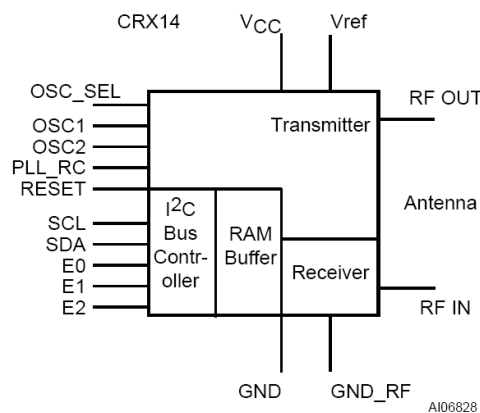 CRX14
VCC
Vref
OSC_SEL
OSC1
OSC2
PLL_RC
RESET
SCL
SDA
E0
E1
E2
Transmitter
I2C
Bus
Contr-
oller
RAM
Buffer
Receiver
RF OUT
Antenna
RF IN
GND
GND_RF
AI06828